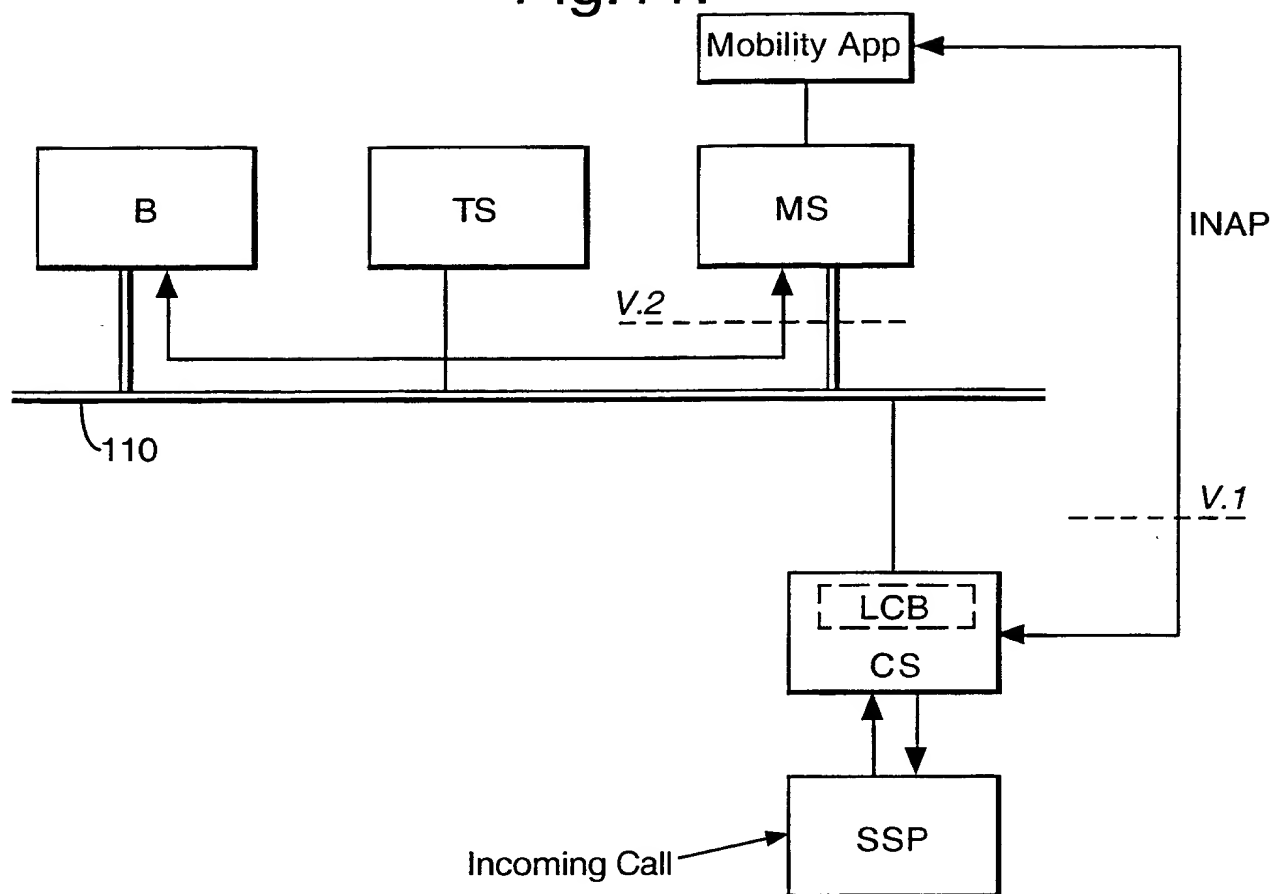 Mobility App
B
TS
MS
INAP
V.2
110
V.1
LCB
CS
SSP
Incoming Call